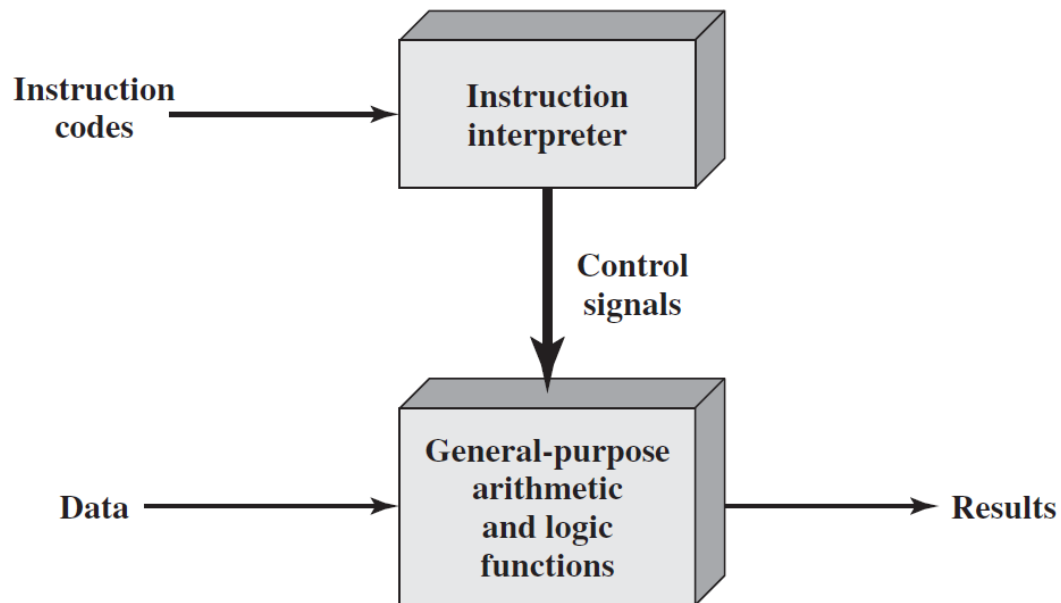 Instruction
codes
Instruction
interpreter
Control
signals
Data
General-purpose
arithmetic
and logic
functions
Results